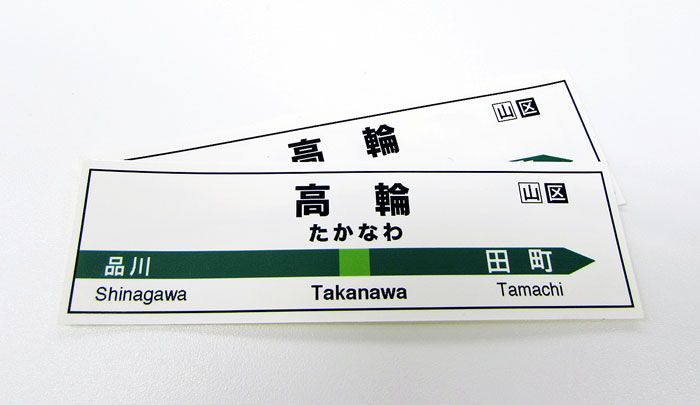 山 区
高 輪
山 区
高 輪
たかなわ
品川 田町
Shinagawa Takanawa Tamachi